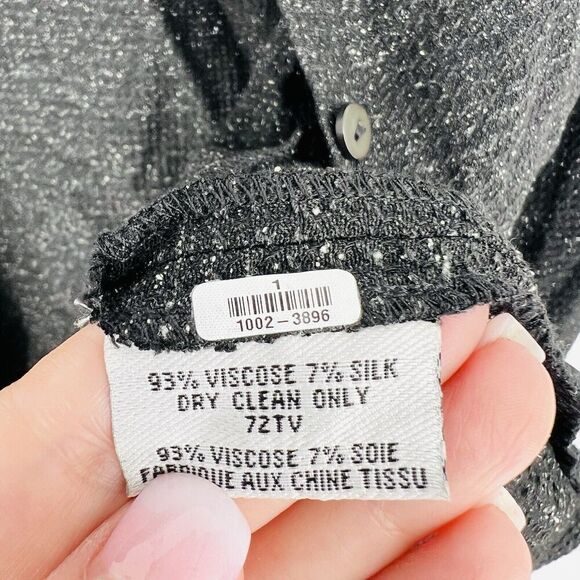 1
1002-3896
93% VISCOSE 7% SILK
DRY CLEAN ONLY
72TV
93% VISCOSE 7% SOIE
FABRIQUE AUX CHINE TISSU